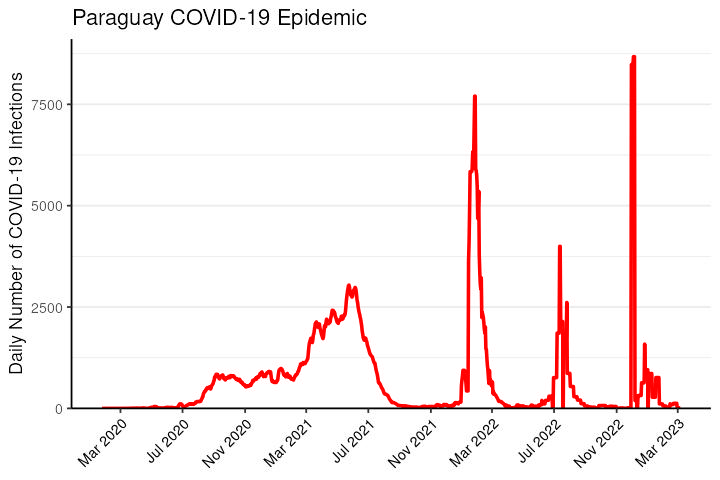 Paraguay COVID-19 Epidemic
Daily Number of COVID-19 Infections
7500
5000
2500
0
Mar 2020
Jul 2020
Nov 2020
Mar 2021
Jul 2021
Nov 2021
Mar 2022
Jul 2022
Nov 2022
Mar 2023